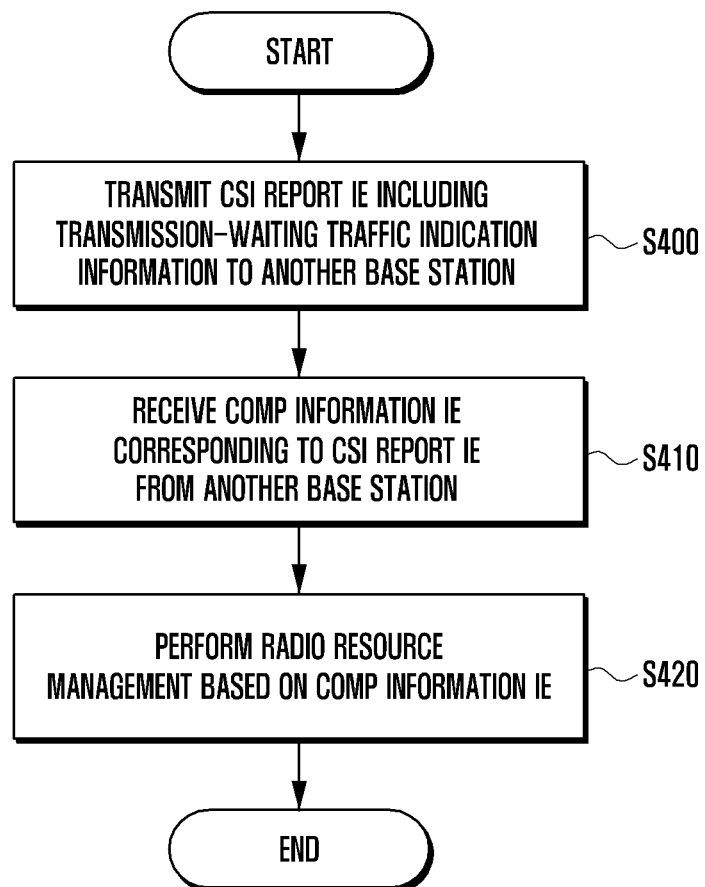 START
TRANSMIT CSI REPORT IE INCLUDING
TRANSMISSION-WAITING TRAFFIC INDICATION
INFORMATION TO ANOTHER BASE STATION
S400
RECEIVE COMP INFORMATION IE
CORRESPONDING TO CSI REPORT IE
FROM ANOTHER BASE STATION
S410
PERFORM RADIO RESOURCE
MANAGEMENT BASED ON COMP INFORMATION IE
S420
END